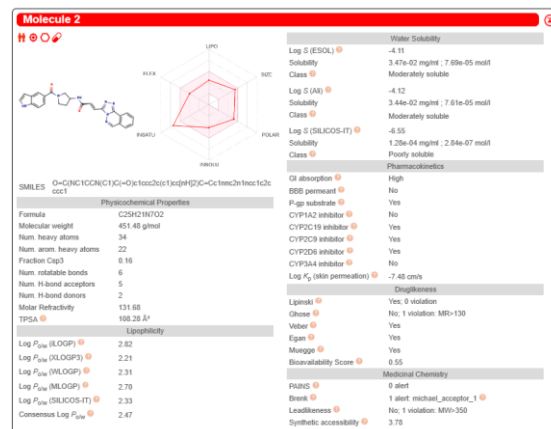 Molecule 2
LIPO
FLEX
SIZE
INSATU
POLAR
INSOLU
SMILES O=C(NC1CCN(C1)C(=O)c1ccc2c(c1)cc[nH]2)C=Cc1nnc2n1ncc1c2cccc1
Physicochemical Properties
Formula C25H21N7O2
Molecular weight 451.48 g/mol
Num. heavy atoms 34
Num. arom. heavy atoms 22
Fraction Csp3 0.16
Num. rotatable bonds 6
Num. H-bond acceptors 5
Num. H-bond donors 2
Molar Refractivity 131.68
TPSA 108.28 Å²
Lipophilicity
Log Po/w (iLOGP) 2.82
Log Po/w (XLOGP3) 2.21
Log Po/w (WLOGP) 2.31
Log Po/w (MLOGP) 2.70
Log Po/w (SILICOS-IT) 2.33
Consensus Log Po/w 2.47
Water Solubility
Log S (ESOL) -4.11
Solubility 3.47e-02 mg/ml ; 7.69e-05 mol/l
Class Moderately soluble
Log S (Ali) -4.12
Solubility 3.44e-02 mg/ml ; 7.61e-05 mol/l
Class Moderately soluble
Log S (SILICOS-IT) -6.55
Solubility 1.28e-04 mg/ml ; 2.84e-07 mol/l
Class Poorly soluble
Pharmacokinetics
GI absorption High
BBB permeant No
P-gp substrate Yes
CYP1A2 inhibitor No
CYP2C19 inhibitor Yes
CYP2C9 inhibitor Yes
CYP2D6 inhibitor Yes
CYP3A4 inhibitor No
Log Kp (skin permeation) -7.48 cm/s
Druglikeness
Lipinski Yes; 0 violation
Ghose No; 1 violation: MR>130
Veber Yes
Egan Yes
Muegge Yes
Bioavailability Score 0.55
Medicinal Chemistry
PAINS 0 alert
Brenk 1 alert: michael_acceptor_1
Leadlikeness No; 1 violation: MW>350
Synthetic accessibility 3.78